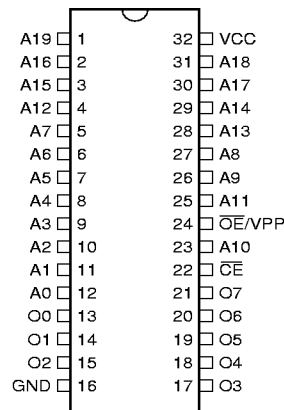 A19 1 32 VCC
A16 2 31 A18
A15 3 30 A17
A12 4 29 A14
A7 5 28 A13
A6 6 27 A8
A5 7 26 A9
A4 8 25 A11
A3 9 24 O̅E̅/VPP
A2 10 23 A10
A1 11 22 C̅E̅
A0 12 21 O7
O0 13 20 O6
O1 14 19 O5
O2 15 18 O4
GND 16 17 O3